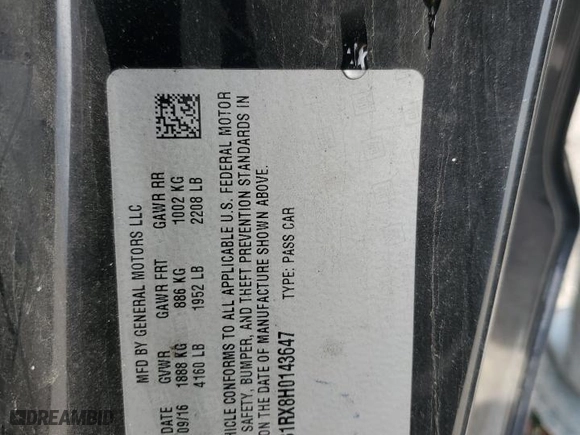 MFD BY GENERAL MOTORS LLC
DATE GVWR GAWR FRT GAWR RR
09/16 1888 KG 886 KG 1002 KG
4160 LB 1952 LB 2208 LB
VEHICLE CONFORMS TO ALL APPLICABLE U.S. FEDERAL MOTOR
SAFETY, BUMPER, AND THEFT PREVENTION STANDARDS IN
ON THE DATE OF MANUFACTURE SHOWN ABOVE.
1RX8H0143647 TYPE: PASS CAR
DREAMBID